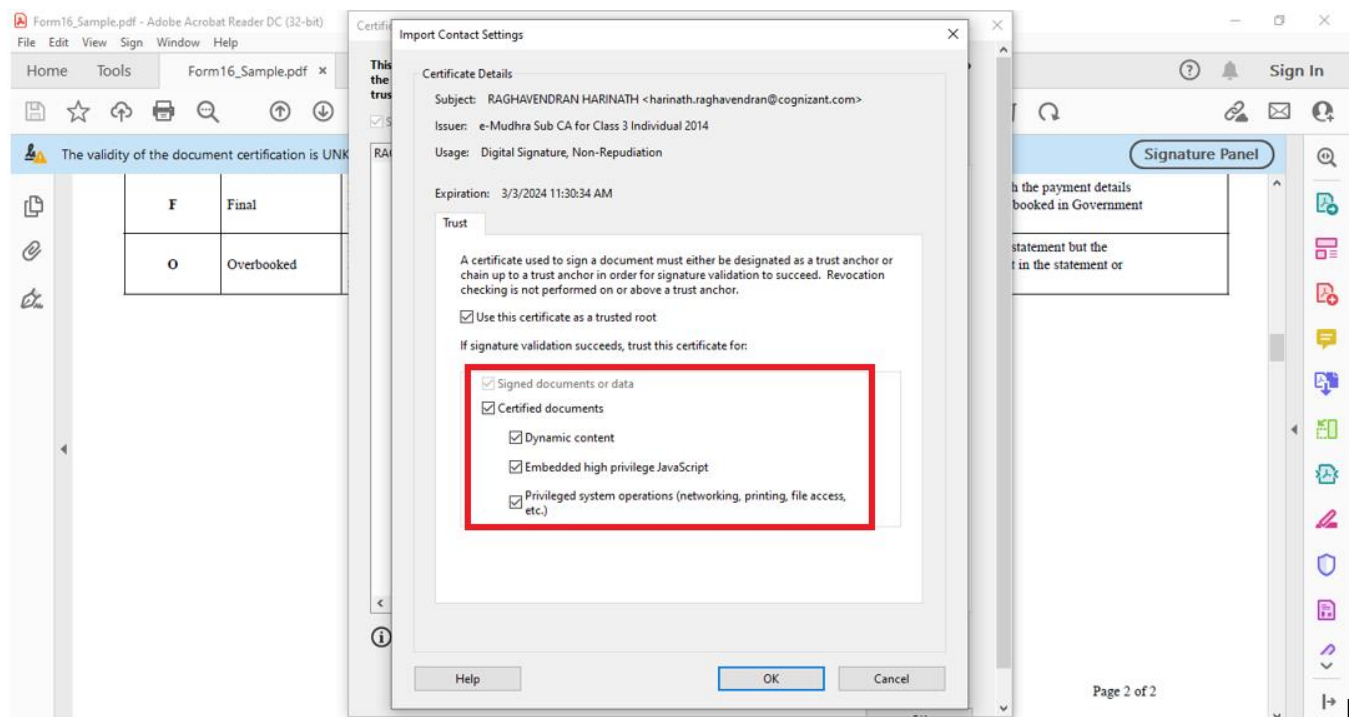 Form16_Sample.pdf - Adobe Acrobat Reader DC (32-bit)
File Edit View Sign Window Help
Home Tools Form16_Sample.pdf × Sign In
The validity of the document certification is UNK
Signature Panel
F Final
h the payment details
booked in Government
O Overbooked
statement but the
t in the statement or
Page 2 of 2
Certifi
This
the
trus
S
RA
Import Contact Settings
Certificate Details
Subject: RAGHAVENDRAN HARINATH <harinath.raghavendran@cognizant.com>
Issuer: e-Mudhra Sub CA for Class 3 Individual 2014
Usage: Digital Signature, Non-Repudiation
Expiration: 3/3/2024 11:30:34 AM
Trust
A certificate used to sign a document must either be designated as a trust anchor or
chain up to a trust anchor in order for signature validation to succeed. Revocation
checking is not performed on or above a trust anchor.
Use this certificate as a trusted root
If signature validation succeeds, trust this certificate for:
Signed documents or data
Certified documents
Dynamic content
Embedded high privilege JavaScript
Privileged system operations (networking, printing, file access,
etc.)
Help OK Cancel